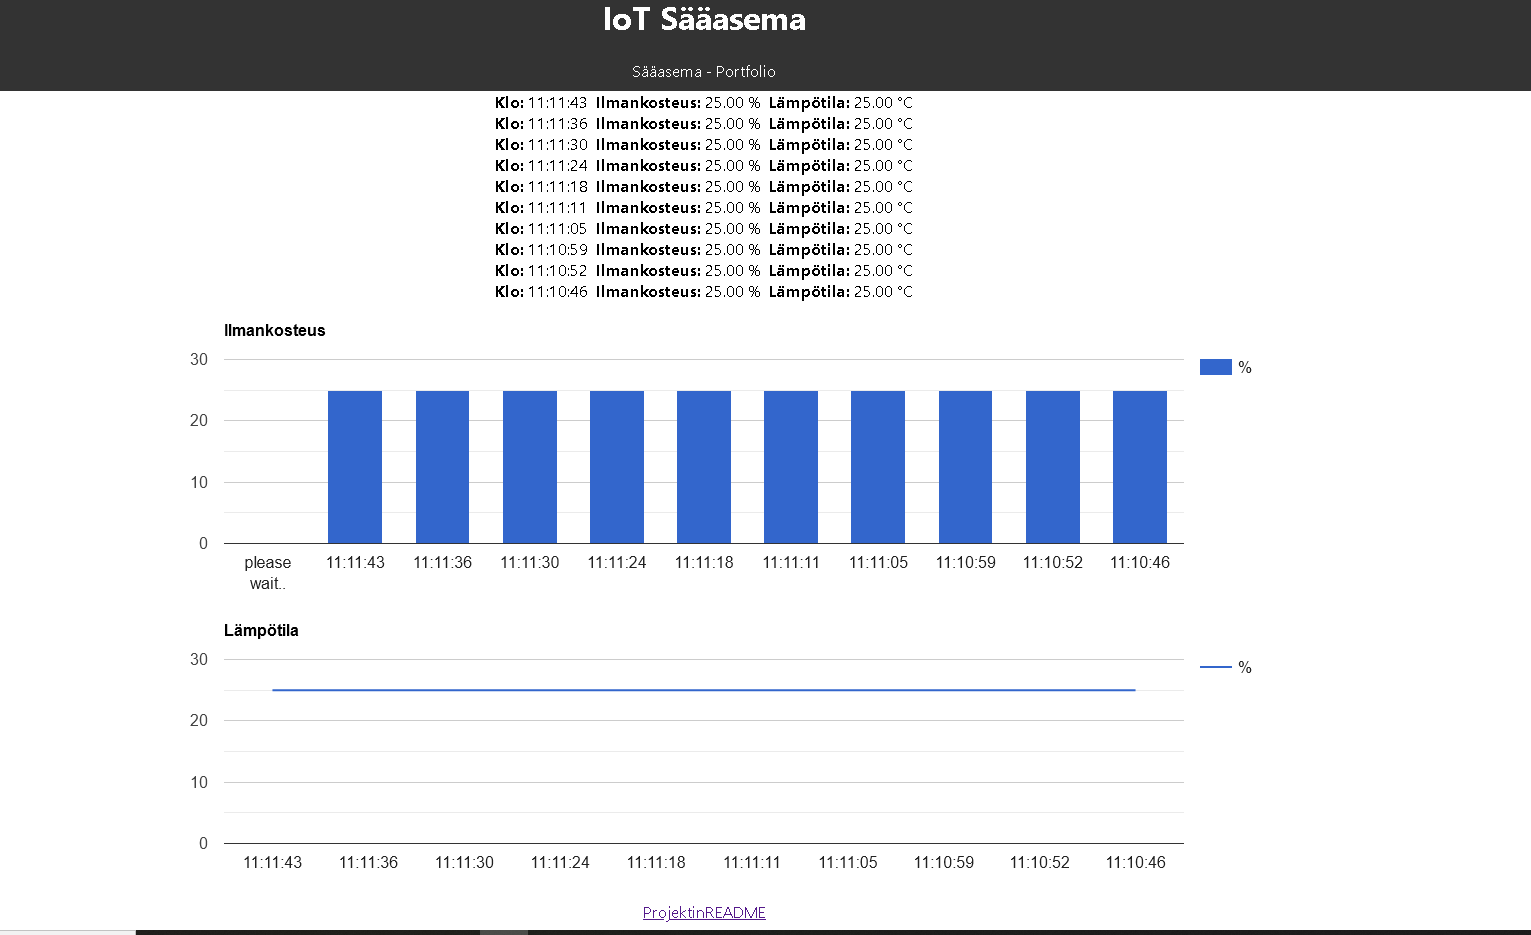 IoT Sääasema
Sääasema - Portfolio
Klo: 11:11:43 Ilmankosteus: 25.00 % Lämpötila: 25.00 °C
Klo: 11:11:36 Ilmankosteus: 25.00 % Lämpötila: 25.00 °C
Klo: 11:11:30 Ilmankosteus: 25.00 % Lämpötila: 25.00 °C
Klo: 11:11:24 Ilmankosteus: 25.00 % Lämpötila: 25.00 °C
Klo: 11:11:18 Ilmankosteus: 25.00 % Lämpötila: 25.00 °C
Klo: 11:11:11 Ilmankosteus: 25.00 % Lämpötila: 25.00 °C
Klo: 11:11:05 Ilmankosteus: 25.00 % Lämpötila: 25.00 °C
Klo: 11:10:59 Ilmankosteus: 25.00 % Lämpötila: 25.00 °C
Klo: 11:10:52 Ilmankosteus: 25.00 % Lämpötila: 25.00 °C
Klo: 11:10:46 Ilmankosteus: 25.00 % Lämpötila: 25.00 °C
Ilmankosteus
30
%
20
10
0
please 11:11:43 11:11:36 11:11:30 11:11:24 11:11:18 11:11:11 11:11:05 11:10:59 11:10:52 11:10:46
wait..
Lämpötila
30
%
20
10
0
11:11:43 11:11:36 11:11:30 11:11:24 11:11:18 11:11:11 11:11:05 11:10:59 11:10:52 11:10:46
ProjektinREADME